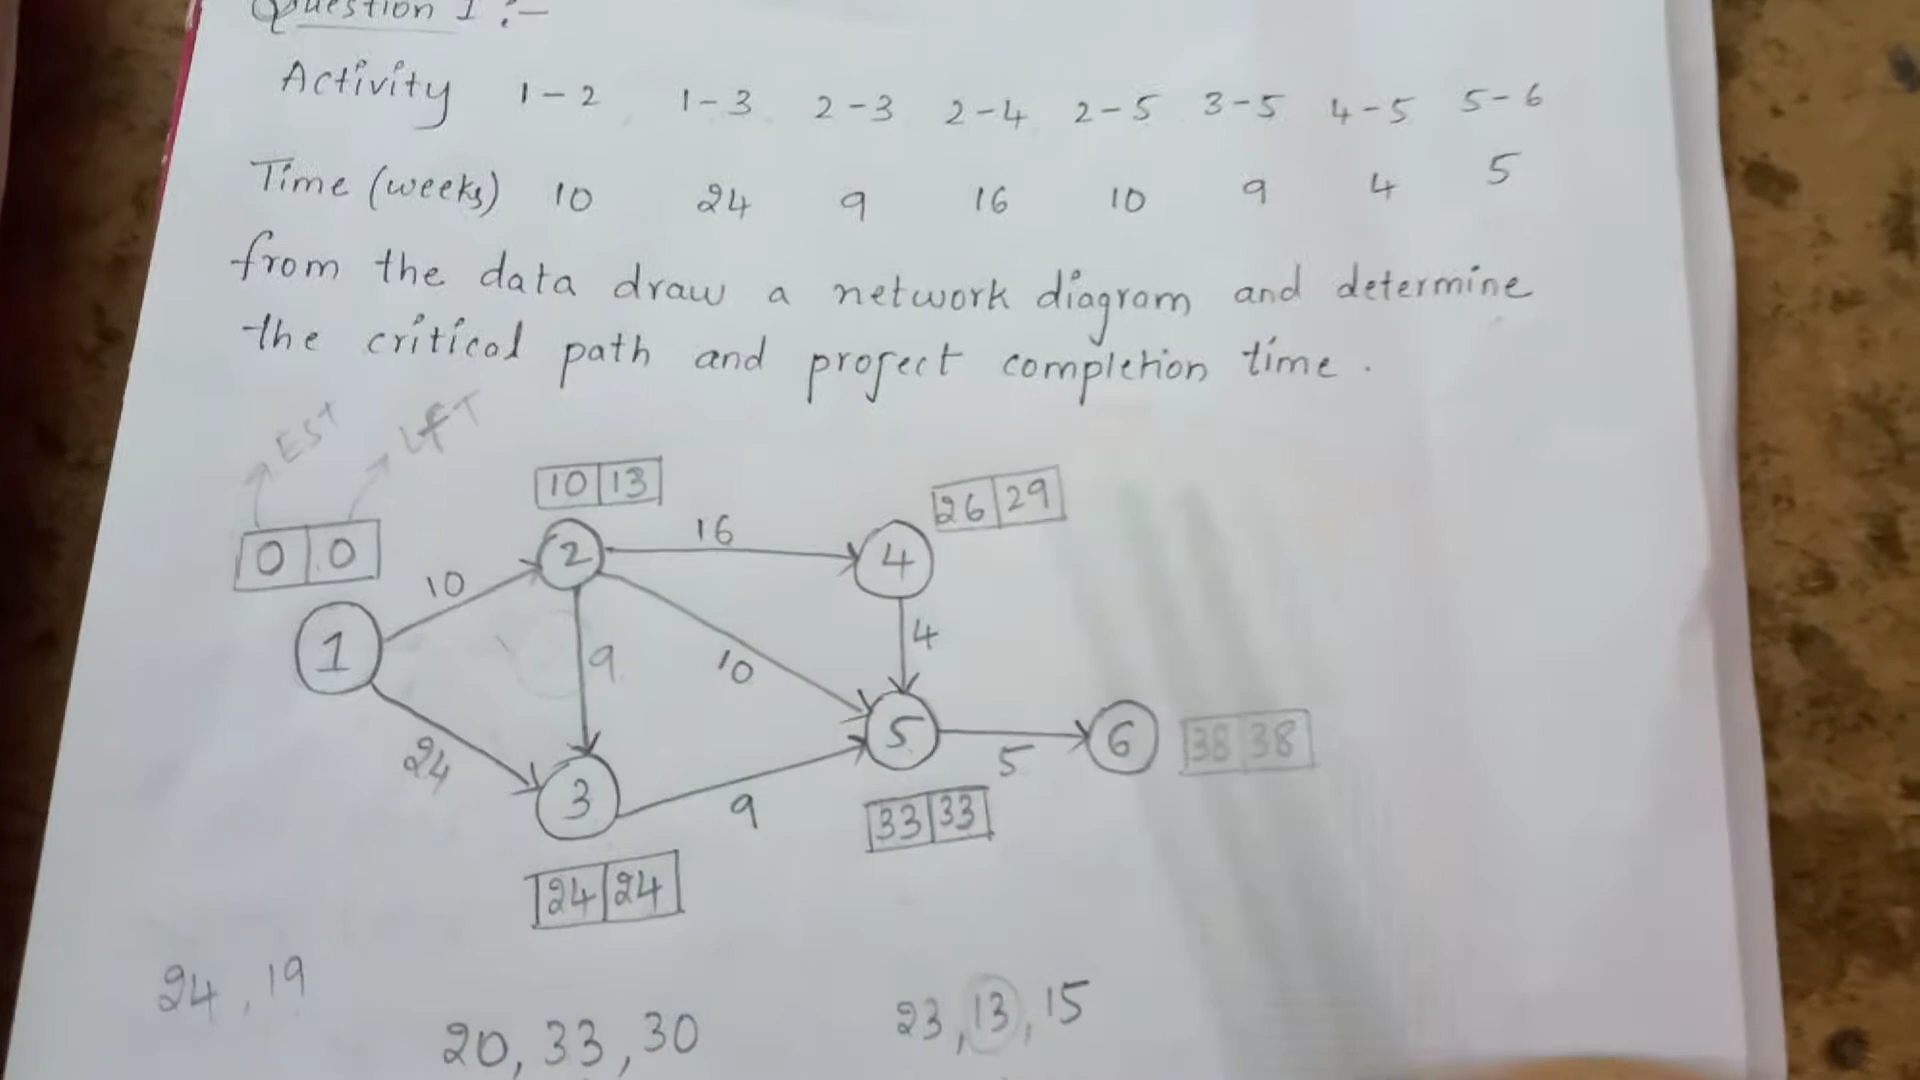 Question 1 :-
Activity 1-2 1-3 2-3 2-4 2-5 3-5 4-5 5-6
Time (weeks) 10 24 9 16 10 9 4 5
from the data draw a network diagram and determine
the critical path and project completion time.
EST LFT
10 13
26 29
0 0
16
2
4
10
1
9
10
4
24
3
9
5
5
6
38 38
33 33
24 24
24, 19
20, 33, 30
23, 13, 15